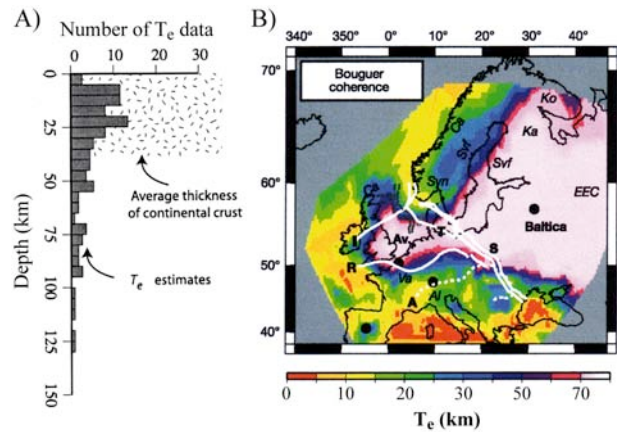 A)
Number of Te data
0 10 20 30
0
25
50
75
100
125
150
Depth (km)
Average thickness
of continental crust
Te estimates
B)
340° 350° 0° 10° 20° 30° 40°
Bouguer
coherence
70°
60°
50°
40°
Ko
Ka
Ca
Svf
Svf
Syn
EEC
Baltica
I
Av.
T
S
R
Va
A
Al
0 10 20 30 50 70
Te (km)